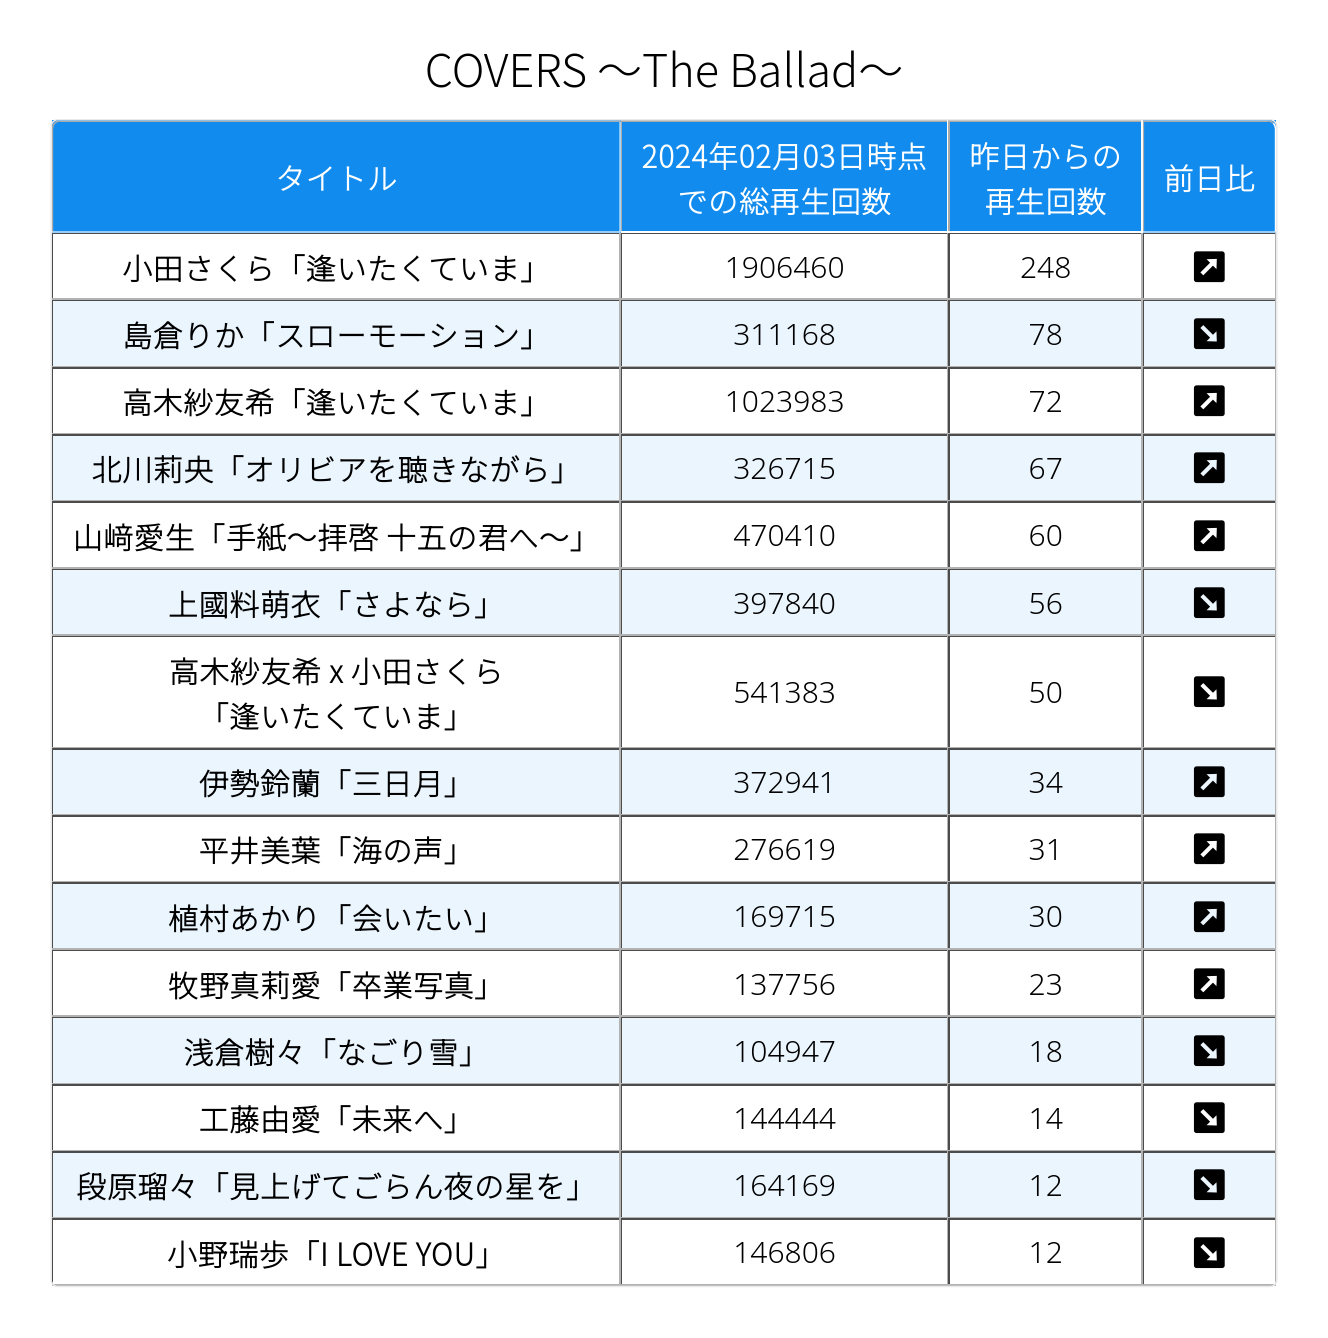 COVERS ～The Ballad～
タイトル
2024年02月03日時点
での総再生回数
昨日からの
再生回数
前日比
小田さくら「逢いたくていま」 1906460 248 ↗
島倉りか「スローモーション」 311168 78 ↘
高木紗友希「逢いたくていま」 1023983 72 ↗
北川莉央「オリビアを聴きながら」 326715 67 ↗
山﨑愛生「手紙～拝啓 十五の君へ～」 470410 60 ↗
上國料萌衣「さよなら」 397840 56 ↘
高木紗友希 x 小田さくら
「逢いたくていま」 541383 50 ↘
伊勢鈴蘭「三日月」 372941 34 ↗
平井美葉「海の声」 276619 31 ↗
植村あかり「会いたい」 169715 30 ↗
牧野真莉愛「卒業写真」 137756 23 ↗
浅倉樹々「なごり雪」 104947 18 ↘
工藤由愛「未来へ」 144444 14 ↘
段原瑠々「見上げてごらん夜の星を」 164169 12 ↘
小野瑞歩「I LOVE YOU」 146806 12 ↘